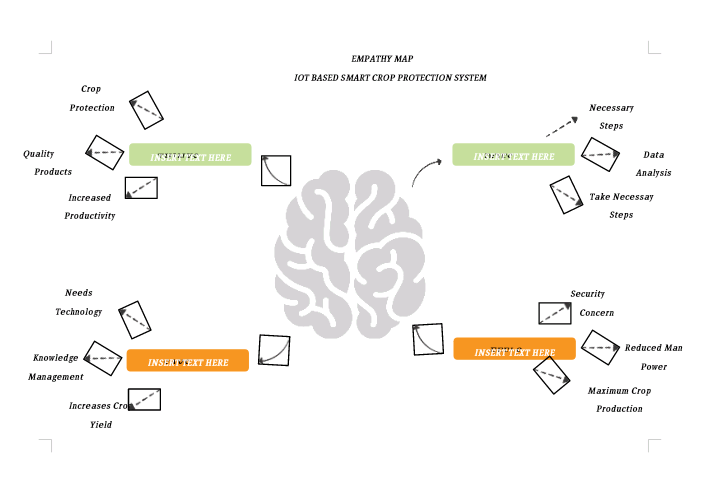 EMPATHY MAP
IOT BASED SMART CROP PROTECTION SYSTEM
Crop
Protection
Quality
Products
Increased
Productivity
INSERT TEXT HERE
Necessary
Steps
INSERT TEXT HERE
Data
Analysis
Take Necessay
Steps
Needs
Technology
Knowledge
Management
Increases Cro
Yield
INSERT TEXT HERE
Security
Concern
INSERT TEXT HERE
Reduced Man
Power
Maximum Crop
Production